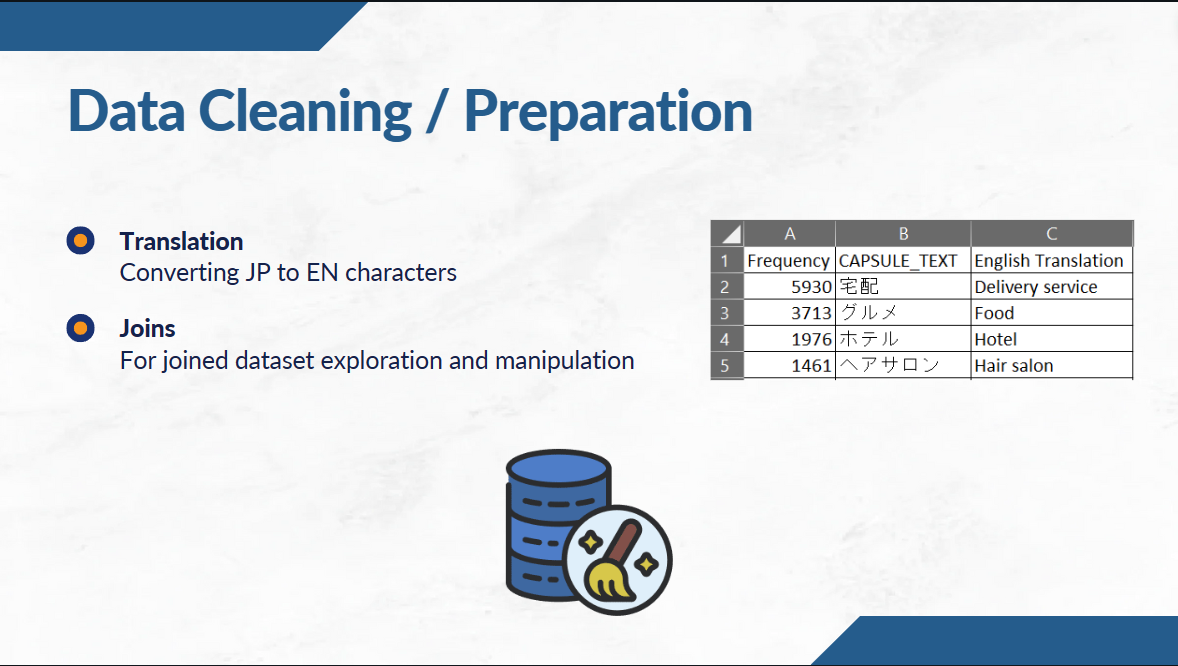 Data Cleaning / Preparation
Translation
Converting JP to EN characters
Joins
For joined dataset exploration and manipulation
A B C
1 Frequency CAPSULE_TEXT English Translation
2 5930 宅配 Delivery service
3 3713 グルメ Food
4 1976 ホテル Hotel
5 1461 ヘアサロン Hair salon